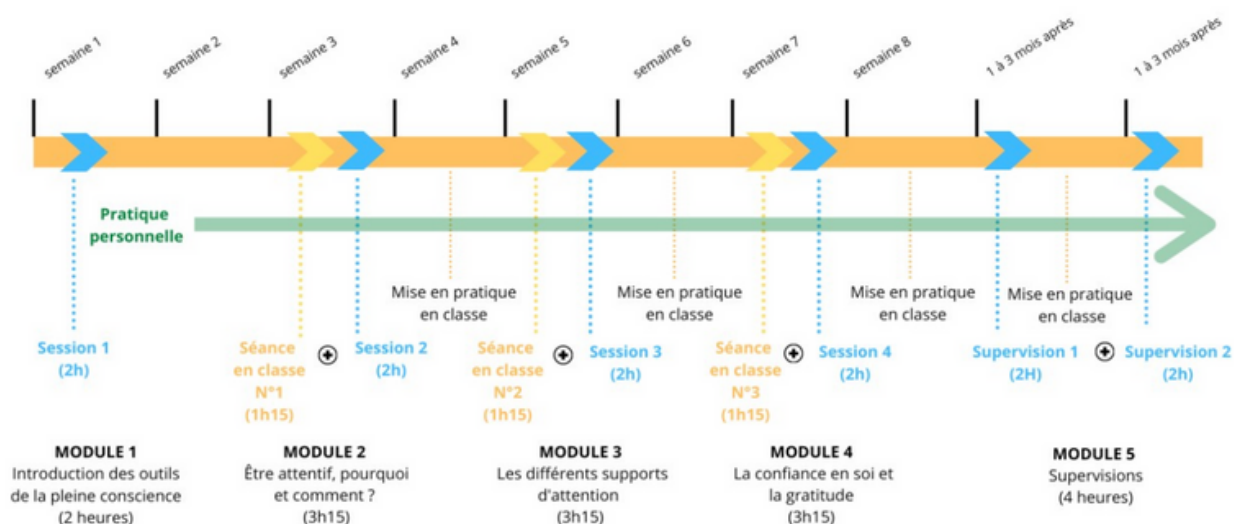 semaine 1
semaine 2
semaine 3
semaine 4
semaine 5
semaine 6
semaine 7
semaine 8
1 à 3 mois après
1 à 3 mois après
Pratique
personnelle
Mise en pratique
en classe
Mise en pratique
en classe
Mise en pratique
en classe
Mise en pratique
en classe
Session 1
(2h)
Séance
en classe
N°1
(1h15)
Session 2
(2h)
Séance
en classe
N°2
(1h15)
Session 3
(2h)
Séance
en classe
N°3
(1h15)
Session 4
(2h)
Supervision 1
(2H)
Supervision 2
(2h)
MODULE 1
Introduction des outils
de la pleine conscience
(2 heures)
MODULE 2
Être attentif, pourquoi
et comment ?
(3h15)
MODULE 3
Les différents supports
d'attention
(3h15)
MODULE 4
La confiance en soi et
la gratitude
(3h15)
MODULE 5
Supervisions
(4 heures)